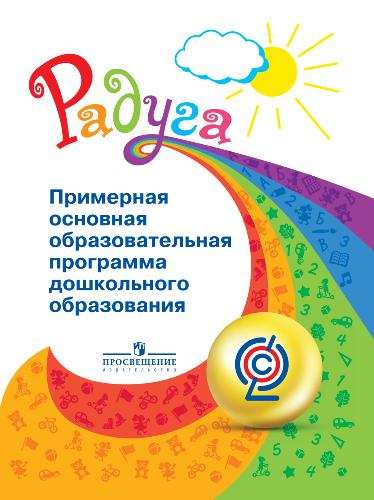 Радуга
Примерная
основная
образовательная
программа
дошкольного
образования
ПРОСВЕЩЕНИЕ
ИЗДАТЕЛЬСТВО